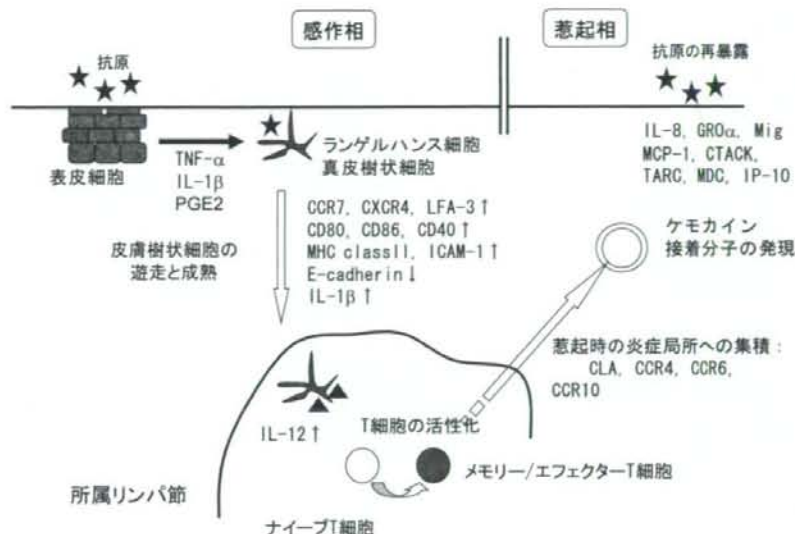 感作相
惹起相
抗原
抗原の再暴露
表皮細胞
TNF-α
IL-1β
PGE2
ランゲルハンス細胞
真皮樹状細胞
IL-8, GROα, Mig
MCP-1, CTACK,
TARC, MDC, IP-10
CCR7, CXCR4, LFA-3↑
CD80, CD86, CD40↑
MHC classII, ICAM-1↑
E-cadherin↓
IL-1β↑
皮膚樹状細胞の
遊走と成熟
ケモカイン
接着分子の発現
惹起時の炎症局所への集積：
CLA, CCR4, CCR6,
CCR10
IL-12↑
T細胞の活性化
メモリー/エフェクターT細胞
所属リンパ節
ナイーブT細胞